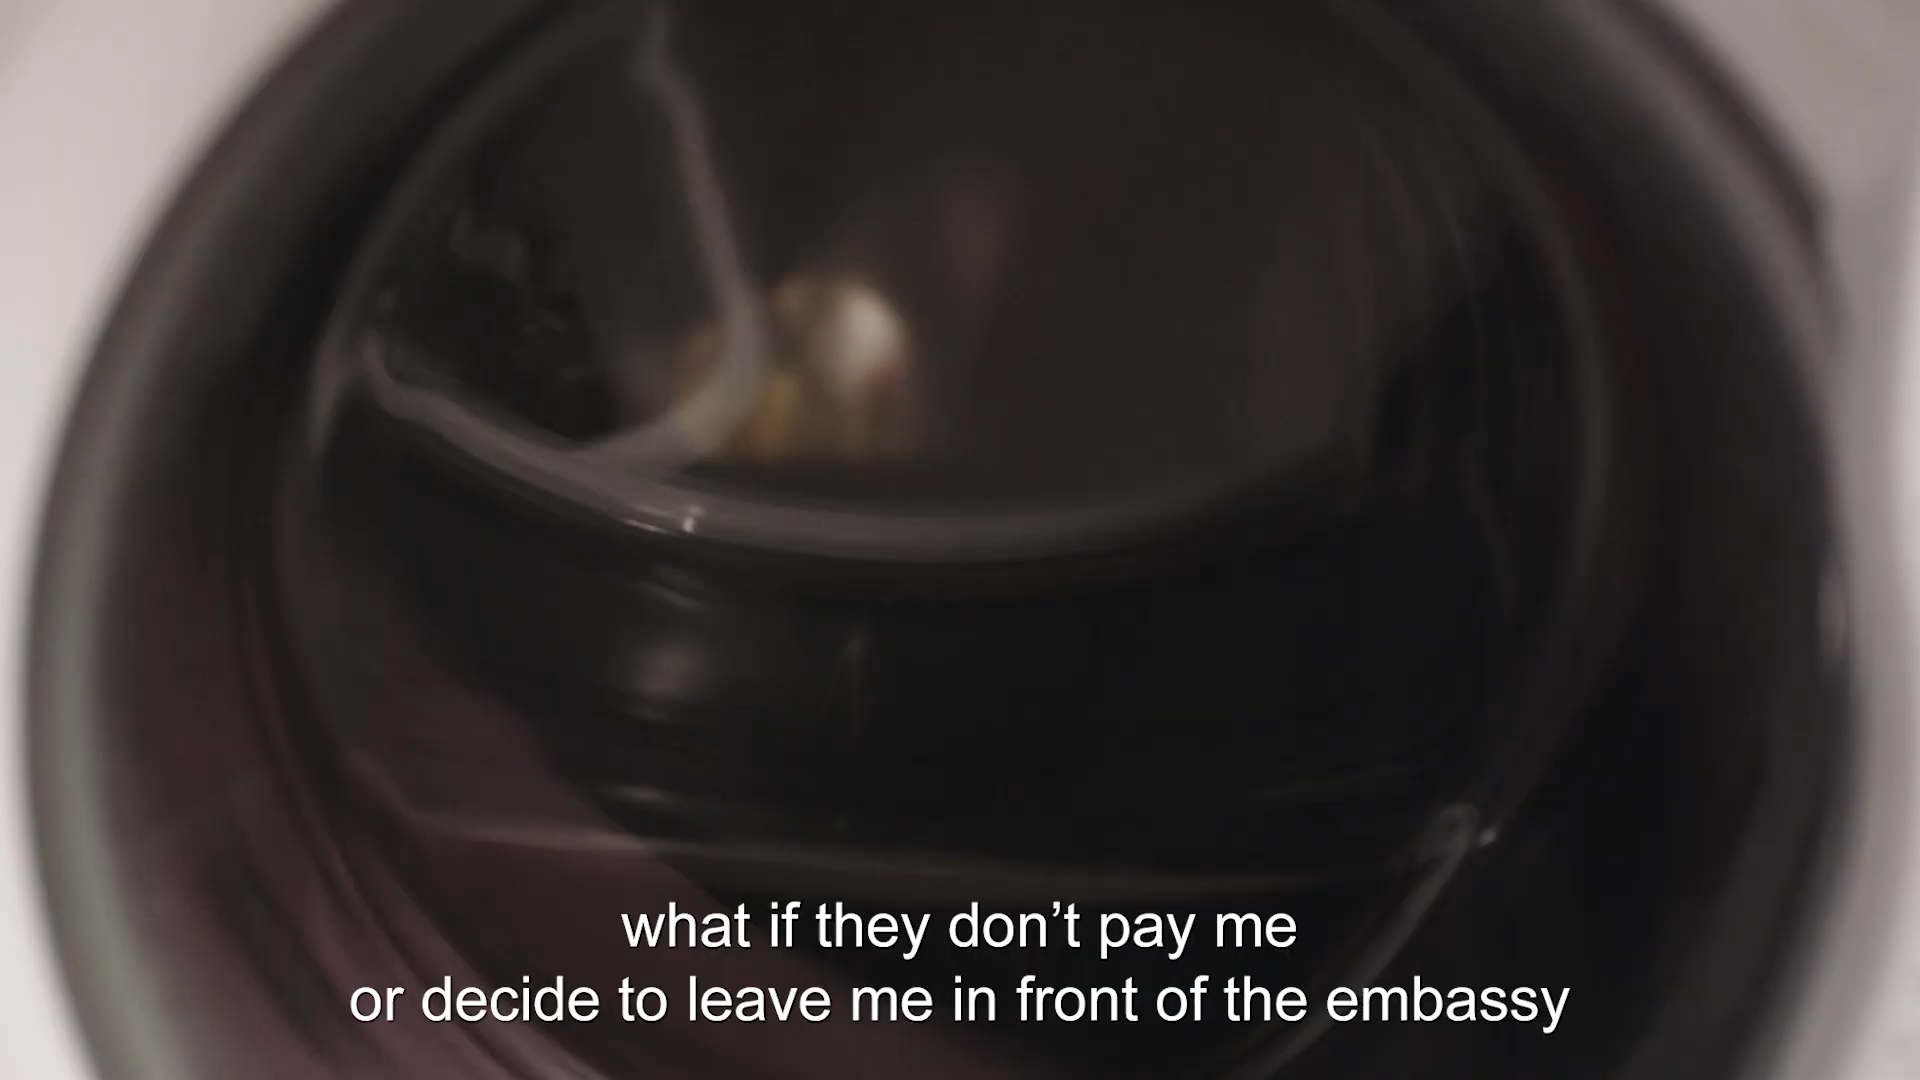 what if they don’t pay me
or decide to leave me in front of the embassy